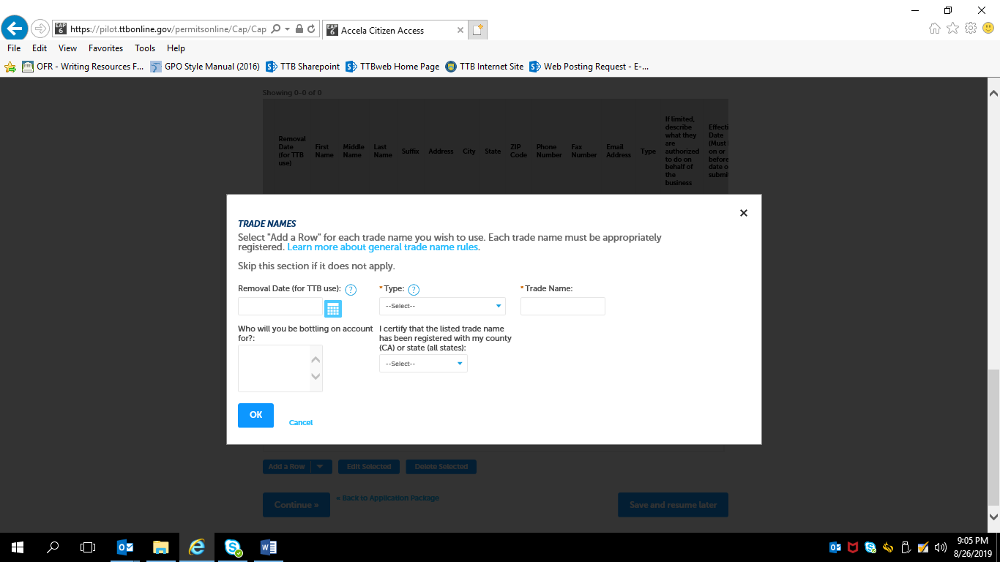 https://pilot.ttbonline.gov/permitsonline/Cap/Cap
Accela Citizen Access
File Edit View Favorites Tools Help
OFR - Writing Resources F... GPO Style Manual (2016) TTB Sharepoint TTBweb Home Page TTB Internet Site Web Posting Request - E-...
Showing 0-0 of 0
Removal
Date
(for TTB
use)
First
Name
Middle
Name
Last
Name
Suffix
Address
City
State
ZIP
Code
Phone
Number
Fax
Number
Email
Address
Type
If limited,
describe
what they
are
authorized
to do on
behalf of
the
business
Effecti
Date
(Must
on or
before
date o
submi
TRADE NAMES
Select "Add a Row" for each trade name you wish to use. Each trade name must be appropriately
registered. Learn more about general trade name rules.
Skip this section if it does not apply.
Removal Date (for TTB use): ?
* Type: ?
--Select--
* Trade Name:
Who will you be bottling on account
for?:
I certify that the listed trade name
has been registered with my county
(CA) or state (all states):
--Select--
OK
Cancel
Add a Row Edit Selected Delete Selected
Continue » « Back to Application Package Save and resume later
9:05 PM
8/26/2019